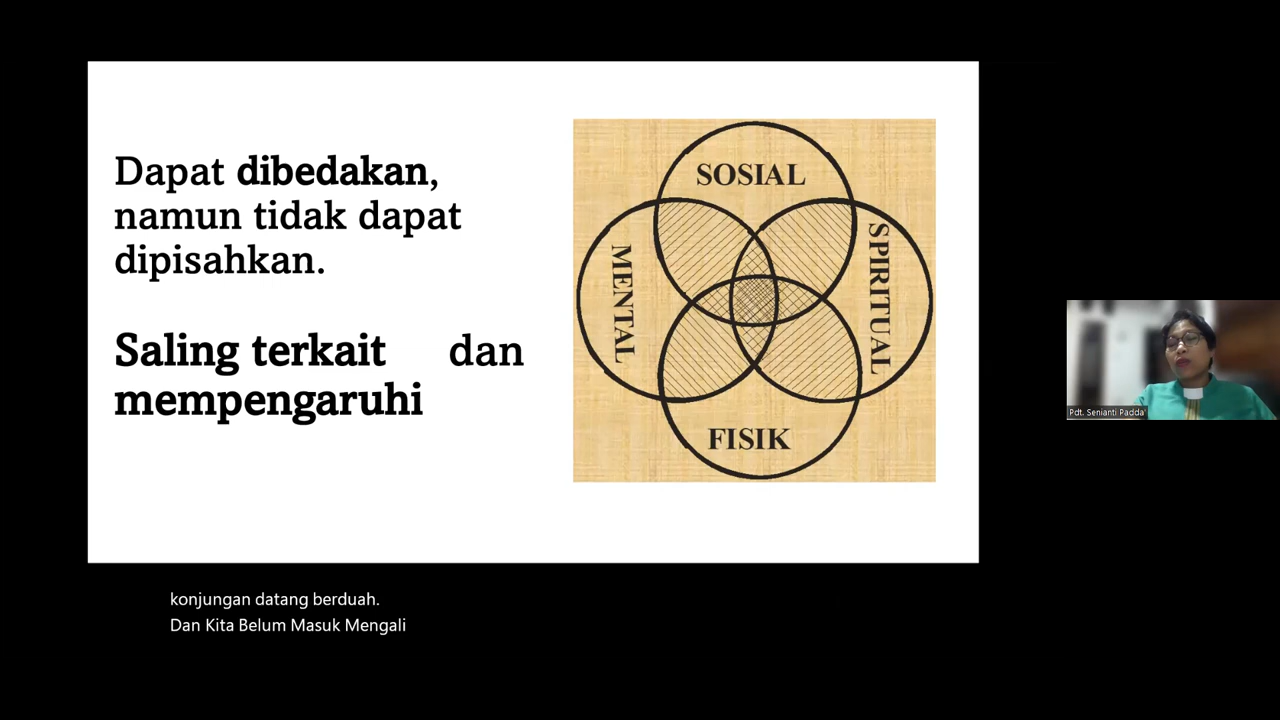 Dapat dibedakan,
namun tidak dapat
dipisahkan.
Saling terkait dan
mempengaruhi
SOSIAL
MENTAL
SPIRITUAL
FISIK
Pdt. Senianti Padda'
konjungan datang berduah.
Dan Kita Belum Masuk Mengali